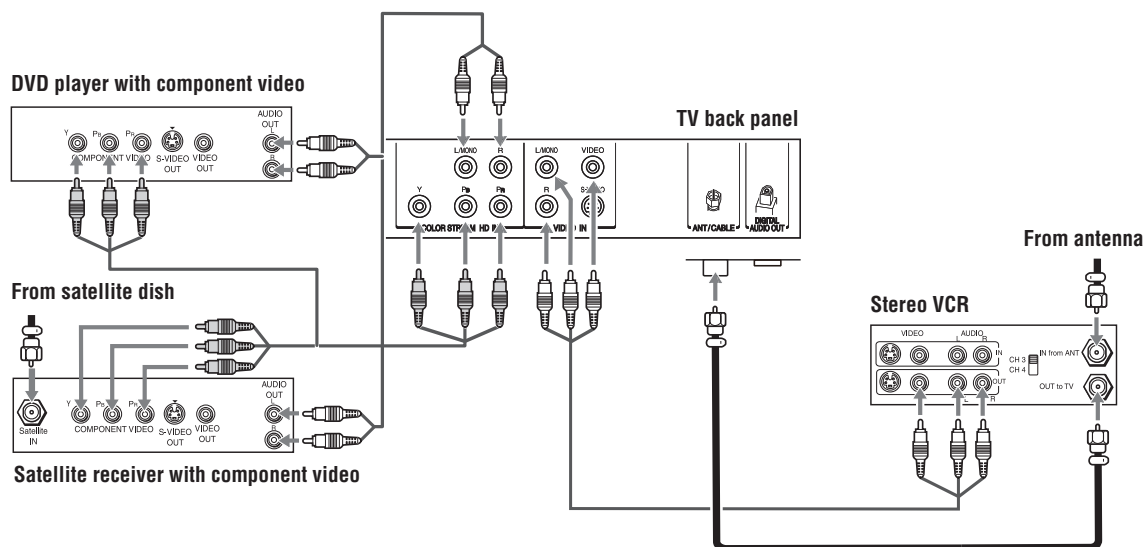 DVD player with component video
Y PB PR
COMPONENT VIDEO
S-VIDEO
OUT
VIDEO
OUT
AUDIO
OUT
L
R
TV back panel
L/MONO R
Y PB PR
COLOR STREAM HD
L/MONO VIDEO
R
VIDEO IN
ANT/CABLE
DIGITAL
AUDIO OUT
From satellite dish
Satellite
IN
Y PB PR
COMPONENT VIDEO
S-VIDEO
OUT
VIDEO
OUT
AUDIO
OUT
L
R
Satellite receiver with component video
From antenna
Stereo VCR
VIDEO AUDIO
L R
IN
CH 3
CH 4
IN from ANT
OUT
OUT to TV
L R